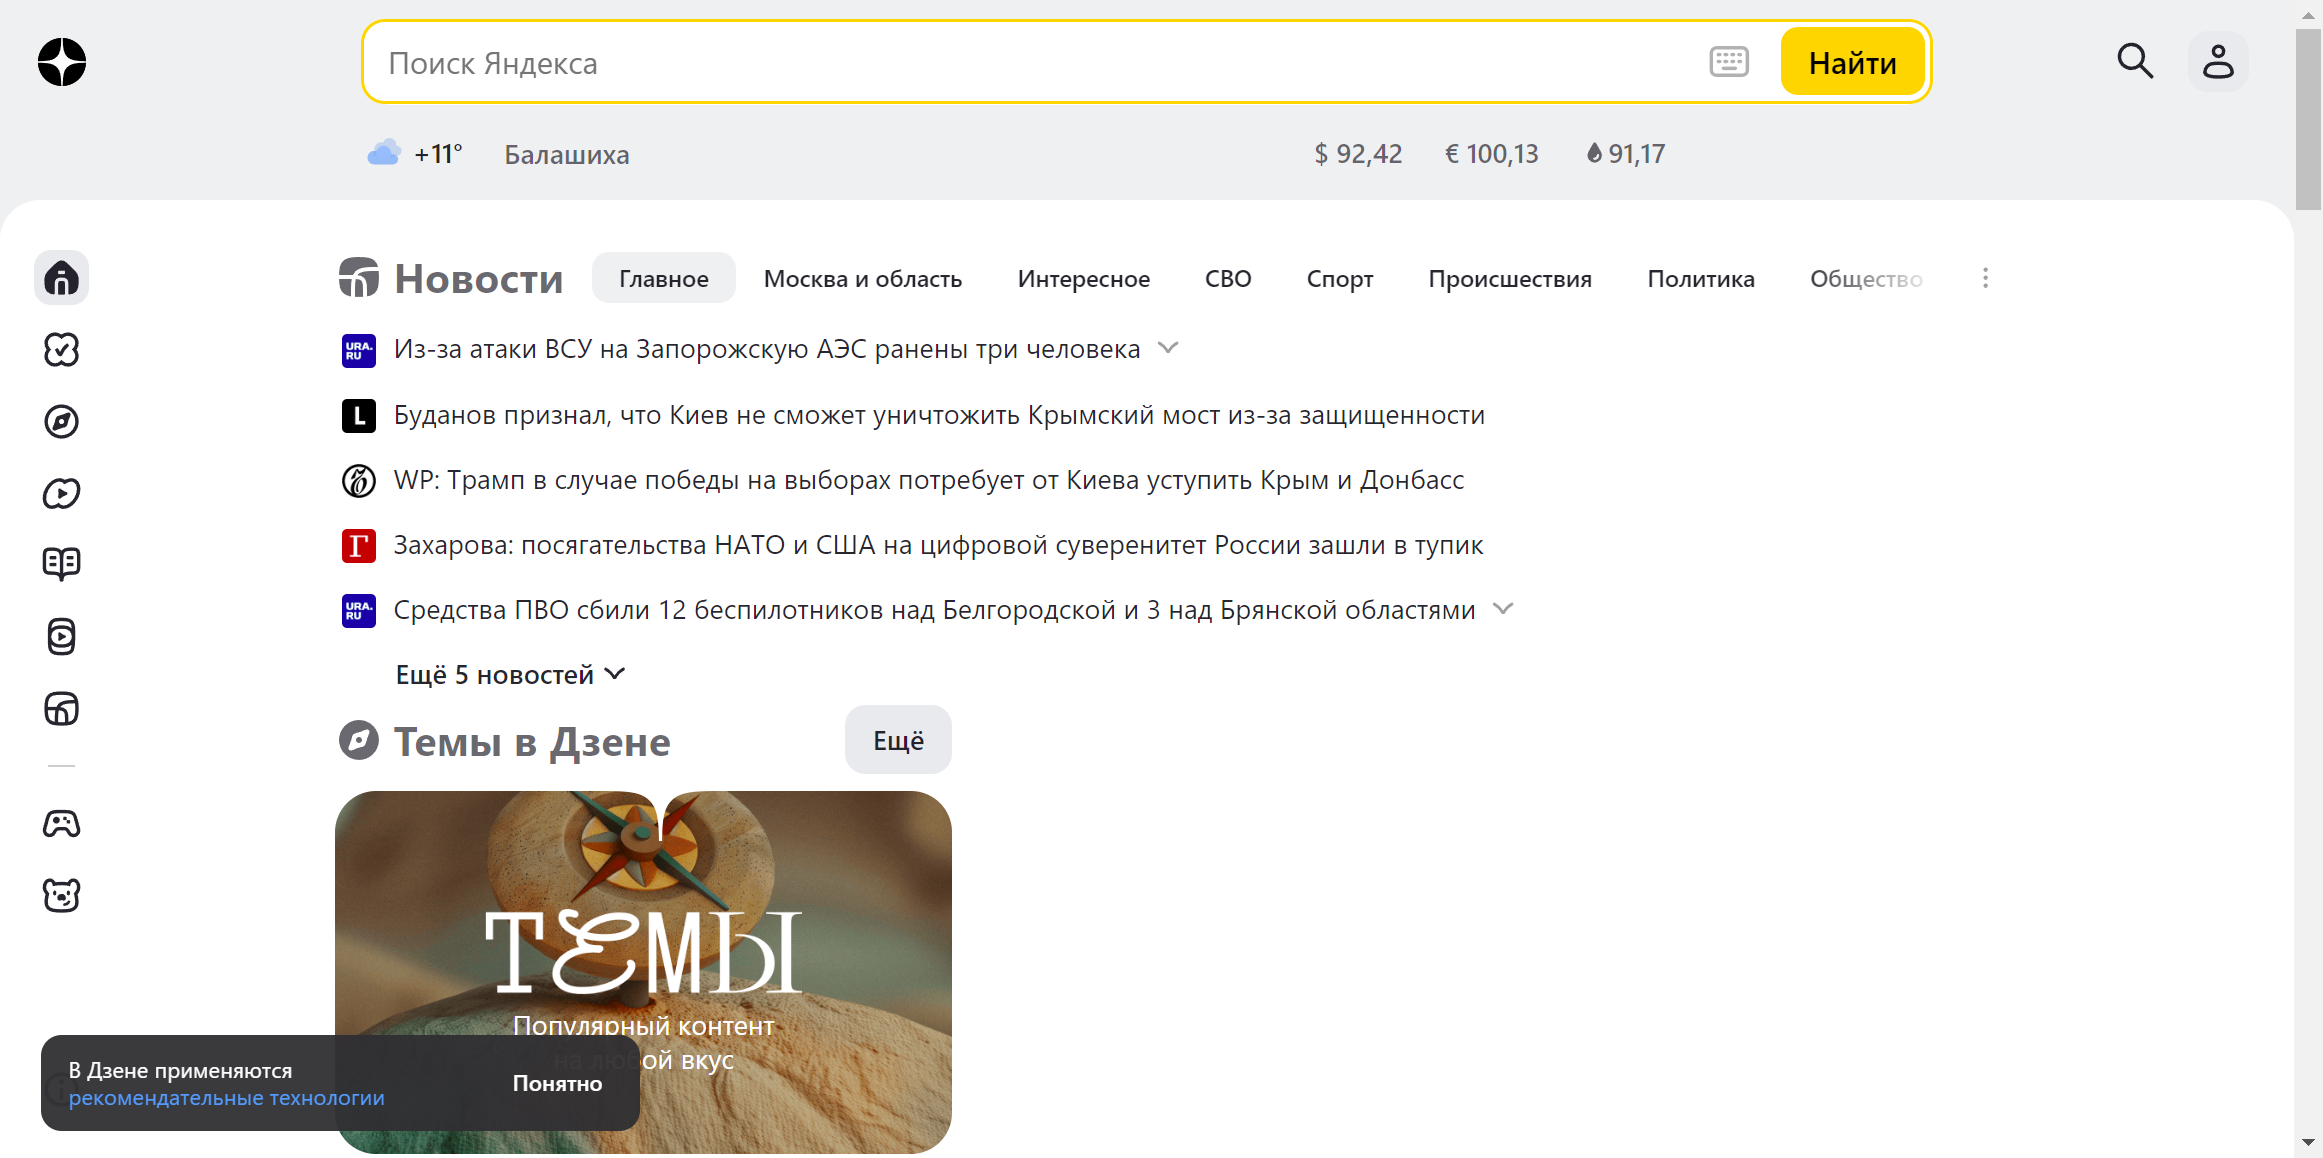 Поиск Яндекса
Найти
+11°
Балашиха
$ 92,42
€ 100,13
91,17
Новости
Главное
Москва и область
Интересное
СВО
Спорт
Происшествия
Политика
Общество
URA.RU Из-за атаки ВСУ на Запорожскую АЭС ранены три человека
L Буданов признал, что Киев не сможет уничтожить Крымский мост из-за защищенности
WP: Трамп в случае победы на выборах потребует от Киева уступить Крым и Донбасс
Г Захарова: посягательства НАТО и США на цифровой суверенитет России зашли в тупик
URA.RU Средства ПВО сбили 12 беспилотников над Белгородской и 3 над Брянской областями
Ещё 5 новостей
Темы в Дзене
Ещё
ТЕМЫ
Популярный контент
на любой вкус
В Дзене применяются
рекомендательные технологии
Понятно